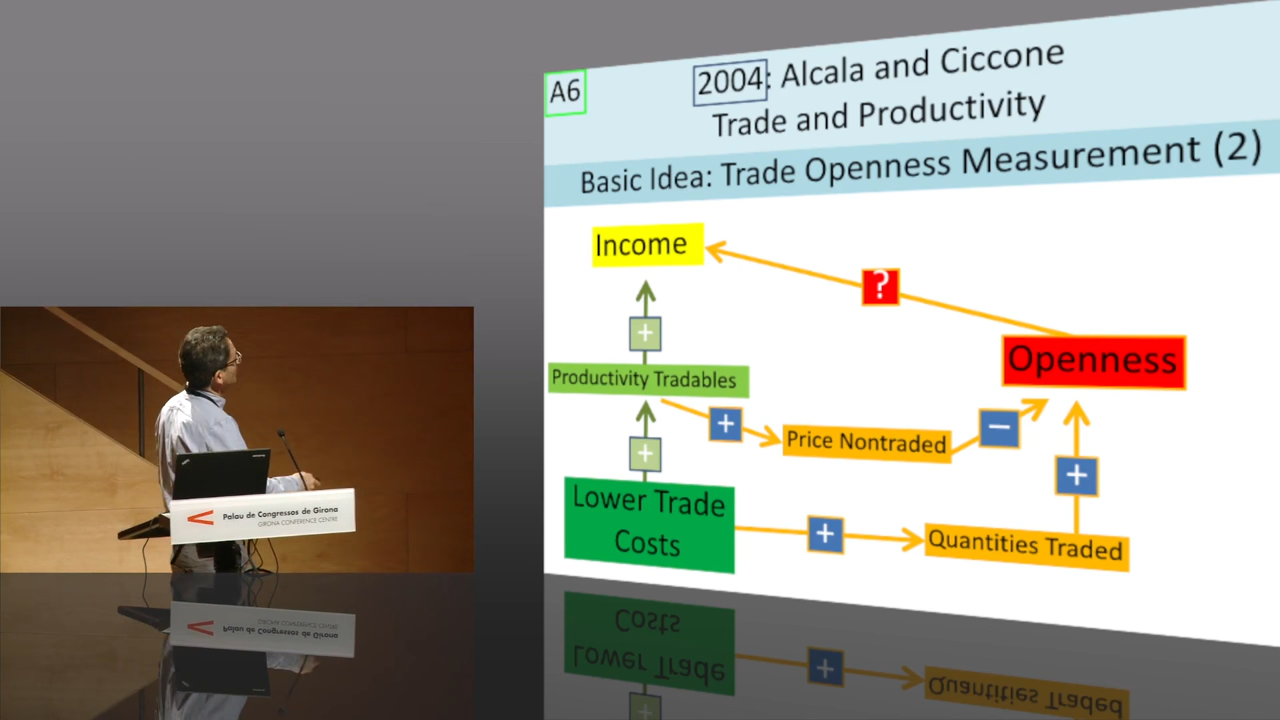 A6
2004: Alcala and Ciccone
Trade and Productivity
Basic Idea: Trade Openness Measurement (2)
Income
?
+
Openness
Productivity Tradables
+
−
Price Nontraded
+
+
Lower Trade
Costs
+
Quantities Traded
Palau de Congressos de Girona
GIRONA CONFERENCE CENTRE